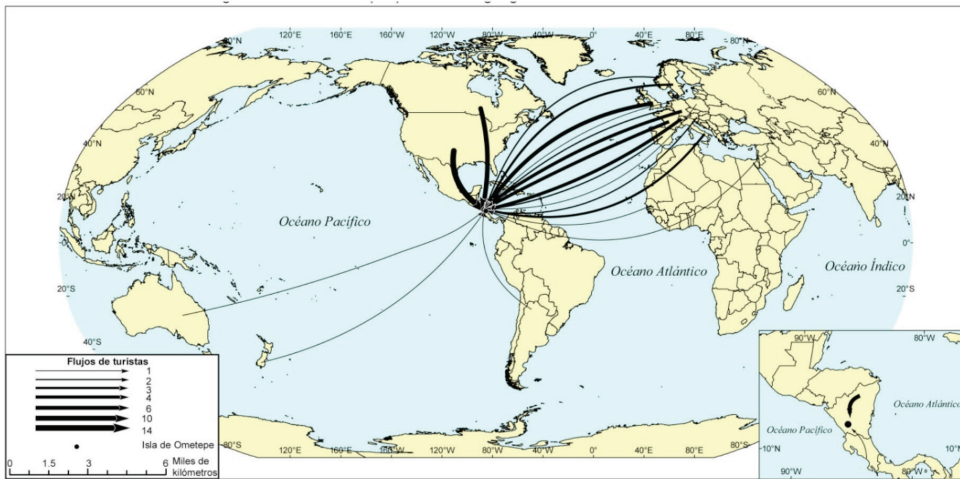 120°E 160°E 160°W 120°W 80°W 40°W 0° 40°E 80°E 120°E
60°N
60°N
40°N
40°N
20°N
20°N
Océano Pacífico
0°
0°
Océano Atlántico
Océano Índico
20°S
20°S
40°S
80°S
80°S
120°E 160°E 160°W 120°W 80°W 40°W 0° 40°E 80°E
Flujos de turistas
1
2
3
4
6
10
14
Isla de Ometepe
0 1.5 3 6 Miles de
kilómetros
90°W
80°W
Océano Atlántico
Océano Pacífico
10°N
10°N
90°W
80°W